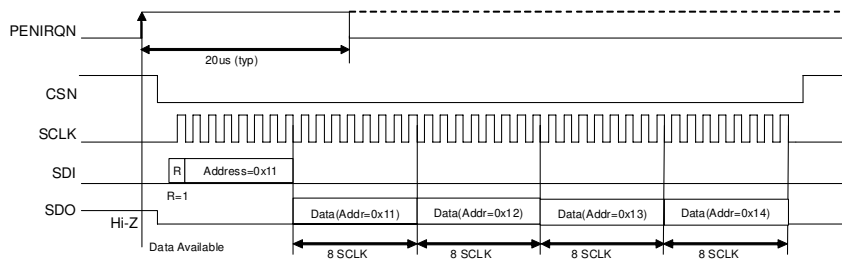 PENIRQN
20us (typ)
CSN
SCLK
SDI
R Address=0x11
R=1
SDO
Data(Addr=0x11) Data(Addr=0x12) Data(Addr=0x13) Data(Addr=0x14)
Hi-Z
Data Available
8 SCLK 8 SCLK 8 SCLK 8 SCLK